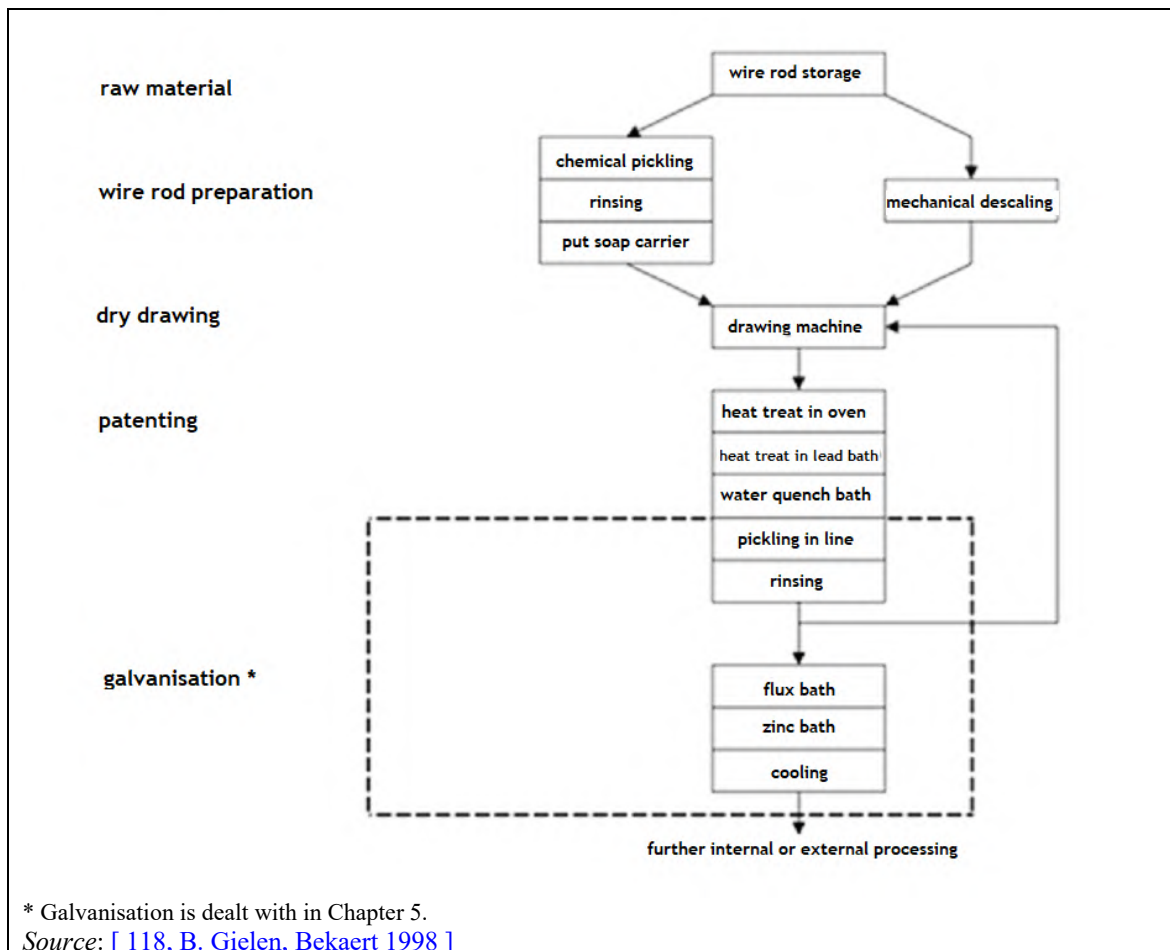 raw material
wire rod storage
chemical pickling
wire rod preparation
rinsing
mechanical descaling
put soap carrier
dry drawing
drawing machine
patenting
heat treat in oven
heat treat in lead bath
water quench bath
pickling in line
rinsing
galvanisation *
flux bath
zinc bath
cooling
further internal or external processing
* Galvanisation is dealt with in Chapter 5.
Source: [ 118, B. Gielen, Bekaert 1998 ]